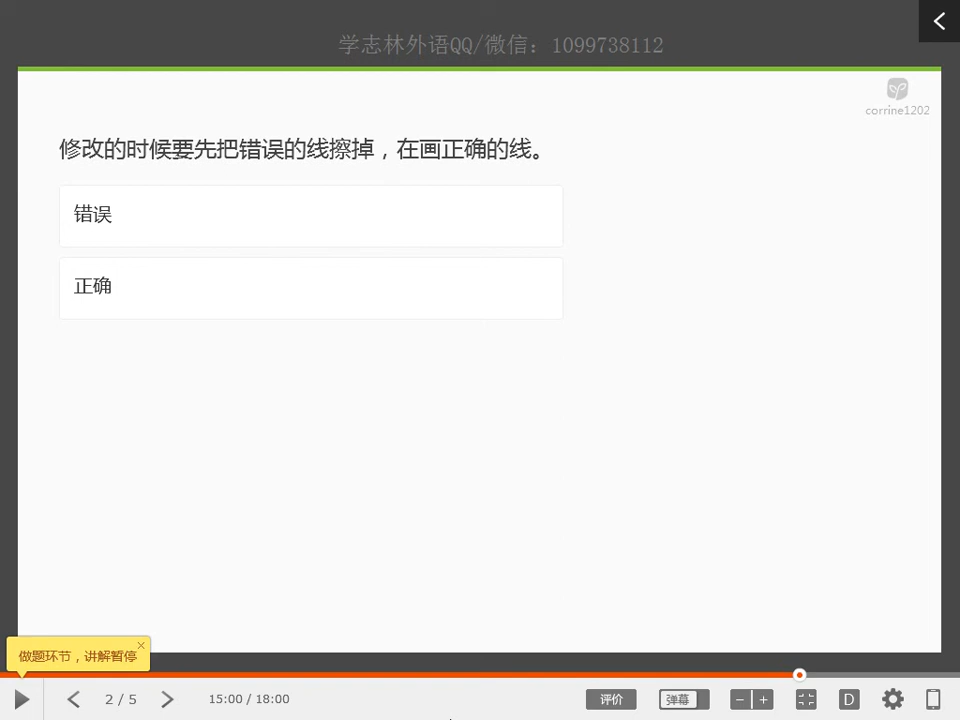 学志林外语QQ/微信：1099738112
corrine1202
修改的时候要先把错误的线擦掉，在画正确的线。
错误
正确
做题环节，讲解暂停
2 / 5
15:00 / 18:00
评价
弹幕
D